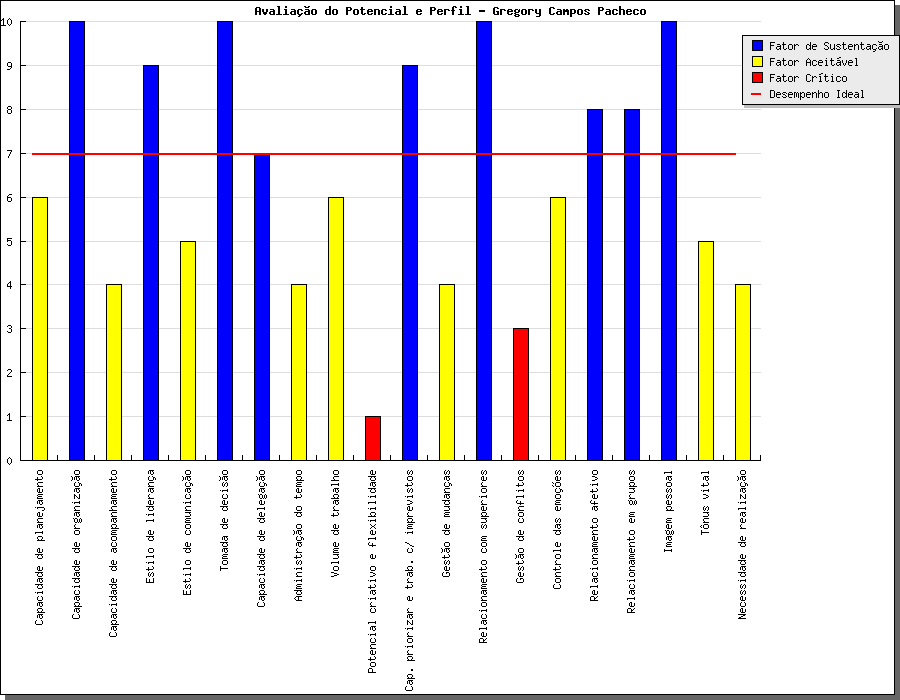 Avaliação do Potencial e Perfil - Gregory Campos Pacheco
10
9
8
7
6
5
4
3
2
1
0
Fator de Sustentação
Fator Aceitável
Fator Crítico
Desempenho Ideal
Capacidade de planejamento
Capacidade de organização
Capacidade de acompanhamento
Estilo de liderança
Estilo de comunicação
Tomada de decisão
Capacidade de delegação
Administração do tempo
Volume de trabalho
Potencial criativo e flexibilidade
Cap. priorizar e trab. c/ imprevistos
Gestão de mudanças
Relacionamento com superiores
Gestão de conflitos
Controle das emoções
Relacionamento afetivo
Relacionamento em grupos
Imagem pessoal
Tônus vital
Necessidade de realização